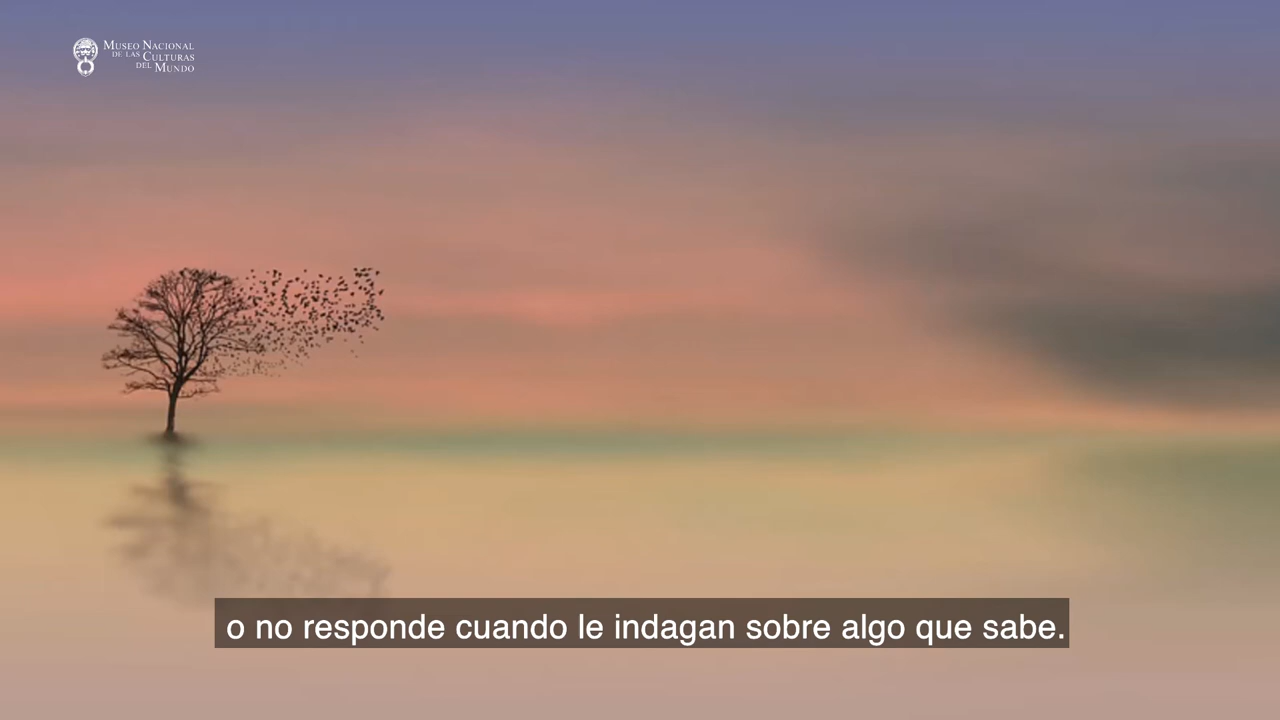 MUSEO NACIONAL
DE LAS CULTURAS
DEL MUNDO
o no responde cuando le indagan sobre algo que sabe.